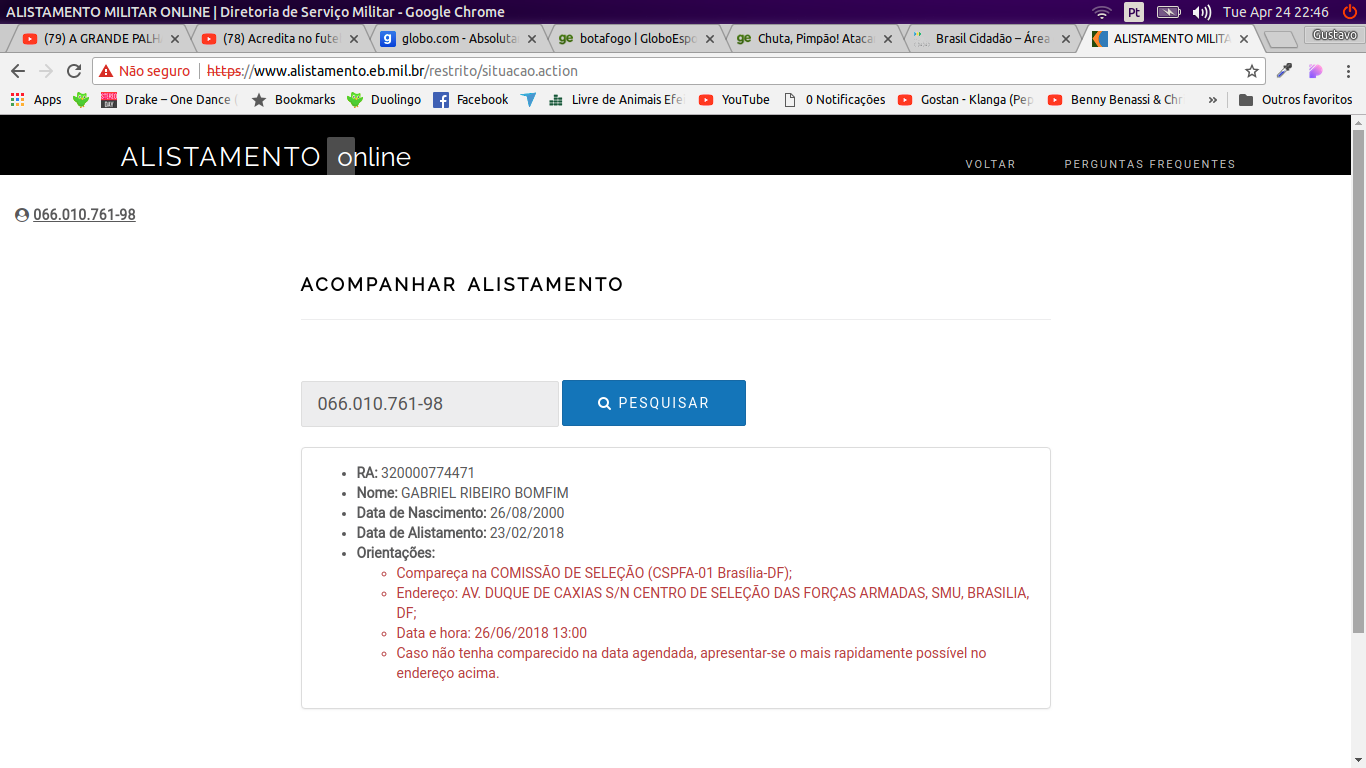 ALISTAMENTO MILITAR ONLINE | Diretoria de Serviço Militar - Google Chrome
Pt
Tue Apr 24 22:46
(79) A GRANDE PALH
(78) Acredita no fute
globo.com - Absoluta
botafogo | GloboEspo
Chuta, Pimpão! Ataca
Brasil Cidadão – Área
ALISTAMENTO MILITA
Gustavo
Não seguro
https://www.alistamento.eb.mil.br/restrito/situacao.action
Apps
Drake – One Dance (
Bookmarks
Duolingo
Facebook
Livre de Animais Efe
YouTube
0 Notificações
Gostan - Klanga (Pep
Benny Benassi & Chr
»
Outros favoritos
ALISTAMENTO online
VOLTAR
PERGUNTAS FREQUENTES
066.010.761-98
ACOMPANHAR ALISTAMENTO
066.010.761-98
PESQUISAR
RA: 320000774471
Nome: GABRIEL RIBEIRO BOMFIM
Data de Nascimento: 26/08/2000
Data de Alistamento: 23/02/2018
Orientações:
Compareça na COMISSÃO DE SELEÇÃO (CSPFA-01 Brasília-DF);
Endereço: AV. DUQUE DE CAXIAS S/N CENTRO DE SELEÇÃO DAS FORÇAS ARMADAS, SMU, BRASILIA,
DF;
Data e hora: 26/06/2018 13:00
Caso não tenha comparecido na data agendada, apresentar-se o mais rapidamente possível no
endereço acima.